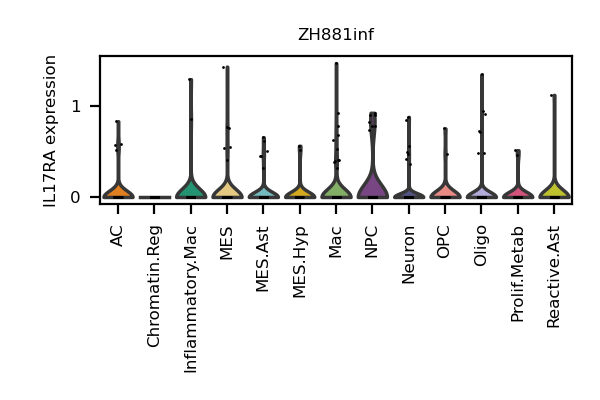 ZH881inf
IL17RA expression
1
0
AC
Chromatin.Reg
Inflammatory.Mac
MES
MES.Ast
MES.Hyp
Mac
NPC
Neuron
OPC
Oligo
Prolif.Metab
Reactive.Ast